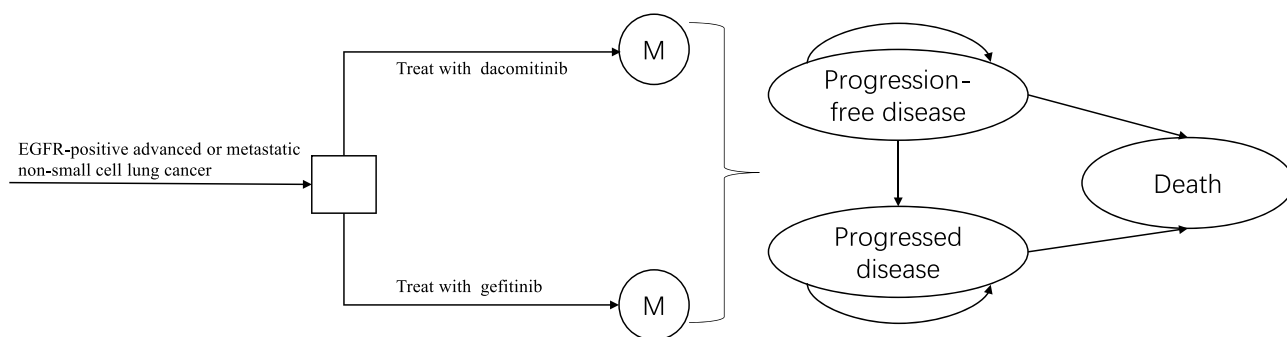 M
Treat with dacomitinib
EGFR-positive advanced or metastatic
non-small cell lung cancer
Treat with gefitinib
M
Progression-
free disease
Progressed
disease
Death